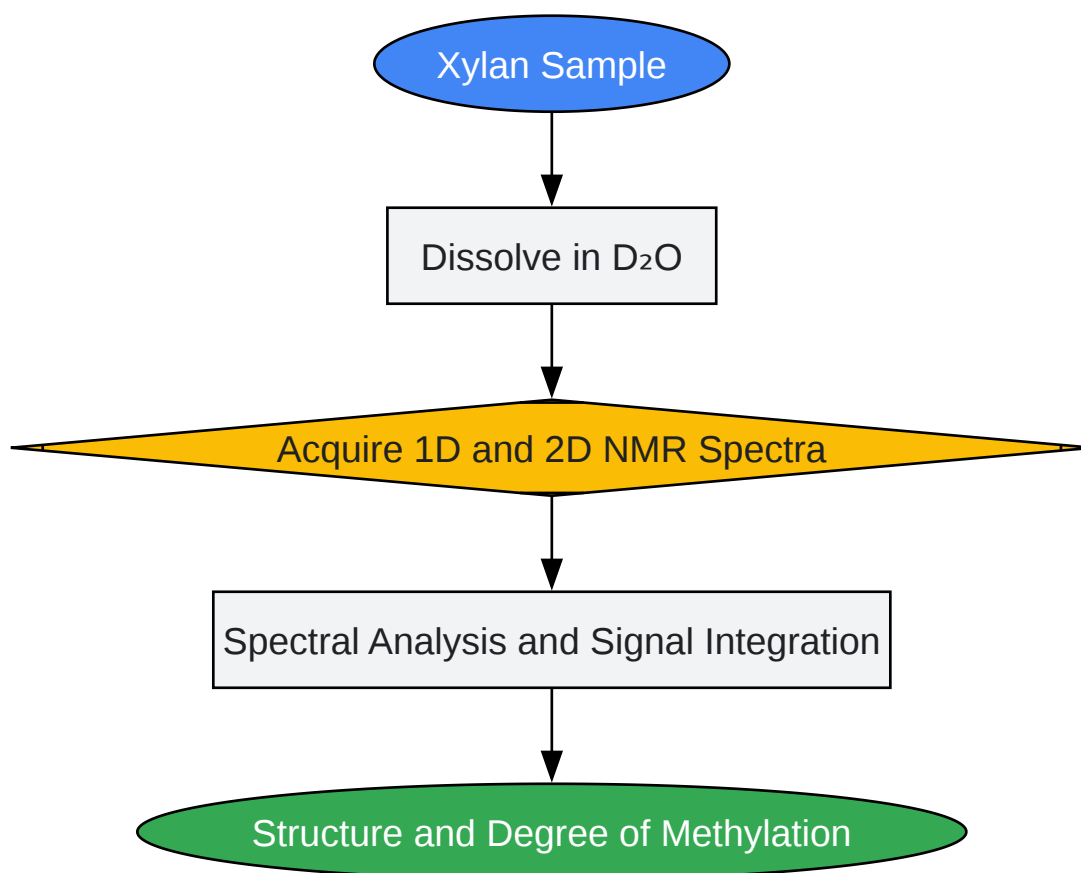 Xylan Sample
Dissolve in D₂O
Acquire 1D and 2D NMR Spectra
Spectral Analysis and Signal Integration
Structure and Degree of Methylation